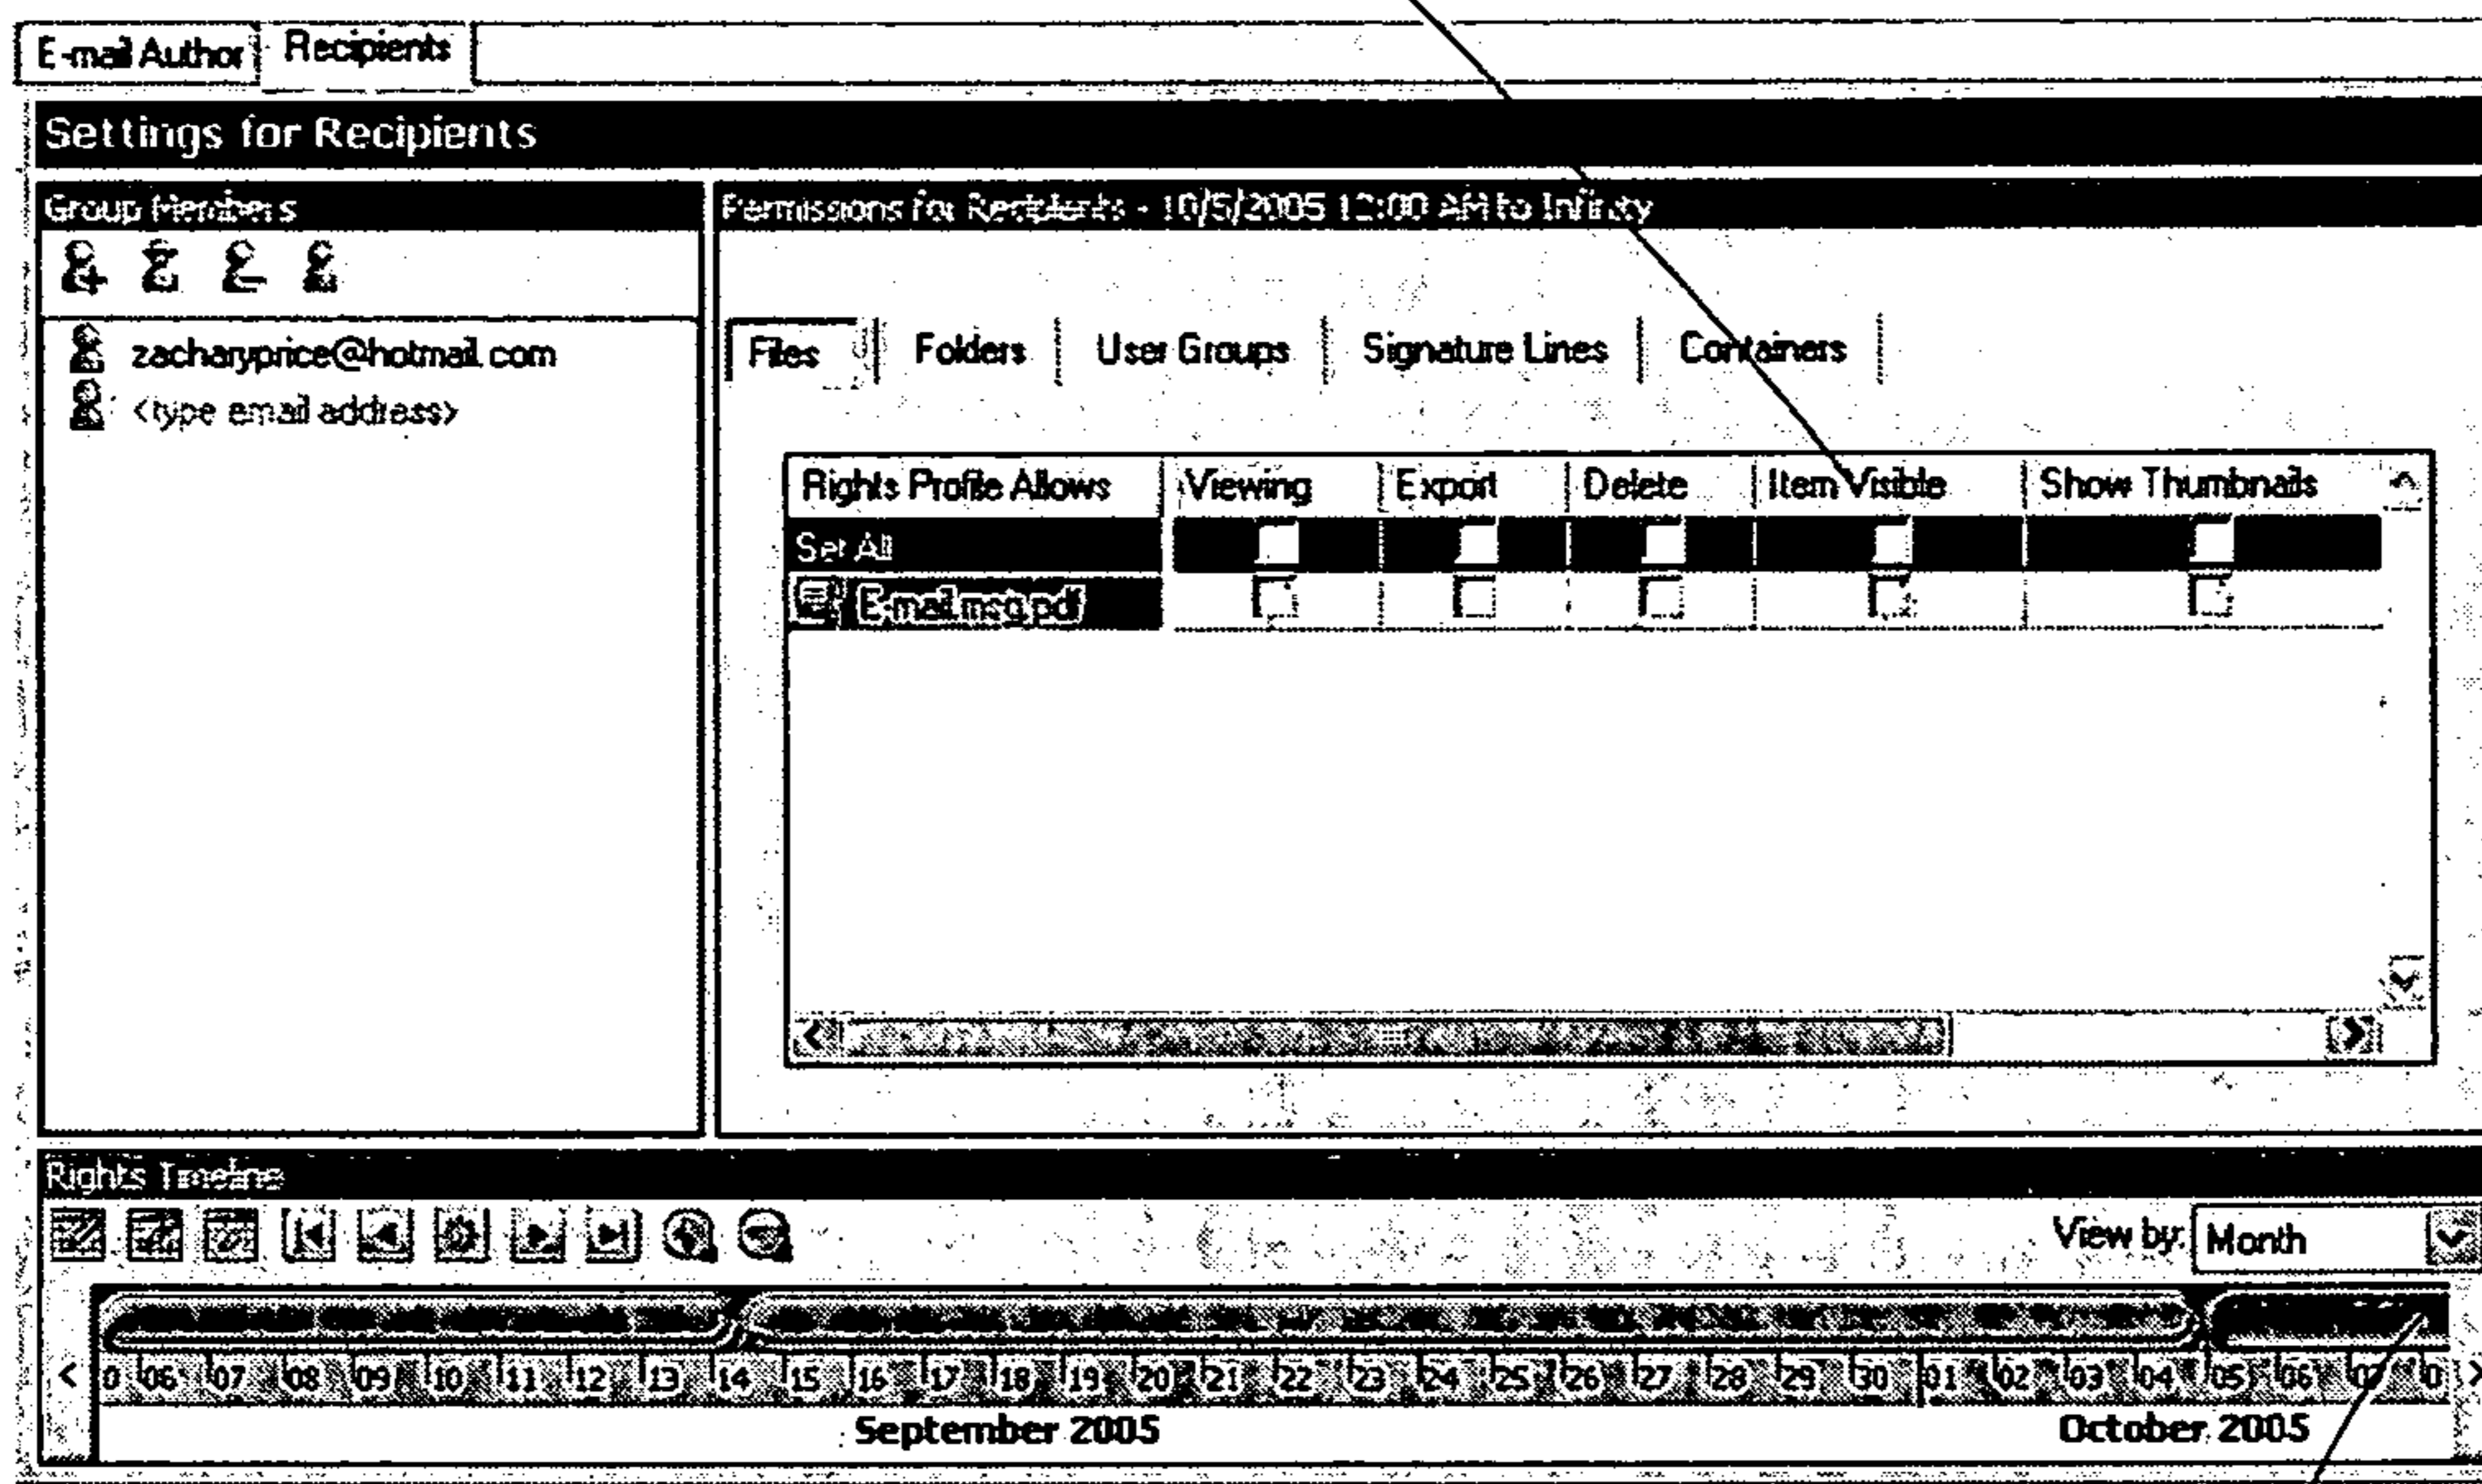 E-mail Author Recipients
Settings for Recipients
Group Members
Permissions for Recipients - 10/5/2005 12:00 AM to Infinity
zacharyprice@hotmail.com
<type email address>
Files Folders User Groups Signature Lines Containers
Rights Profile Allows Viewing Export Delete Item Visible Show Thumbnails
Set All
E-mail.msg.pdf
Rights Timeline
View by: Month
0 06 07 08 09 10 11 12 13 14 15 16 17 18 19 20 21 22 23 24 25 26 27 28 29 30 01 02 03 04 05 06 07 0
September 2005 October 2005